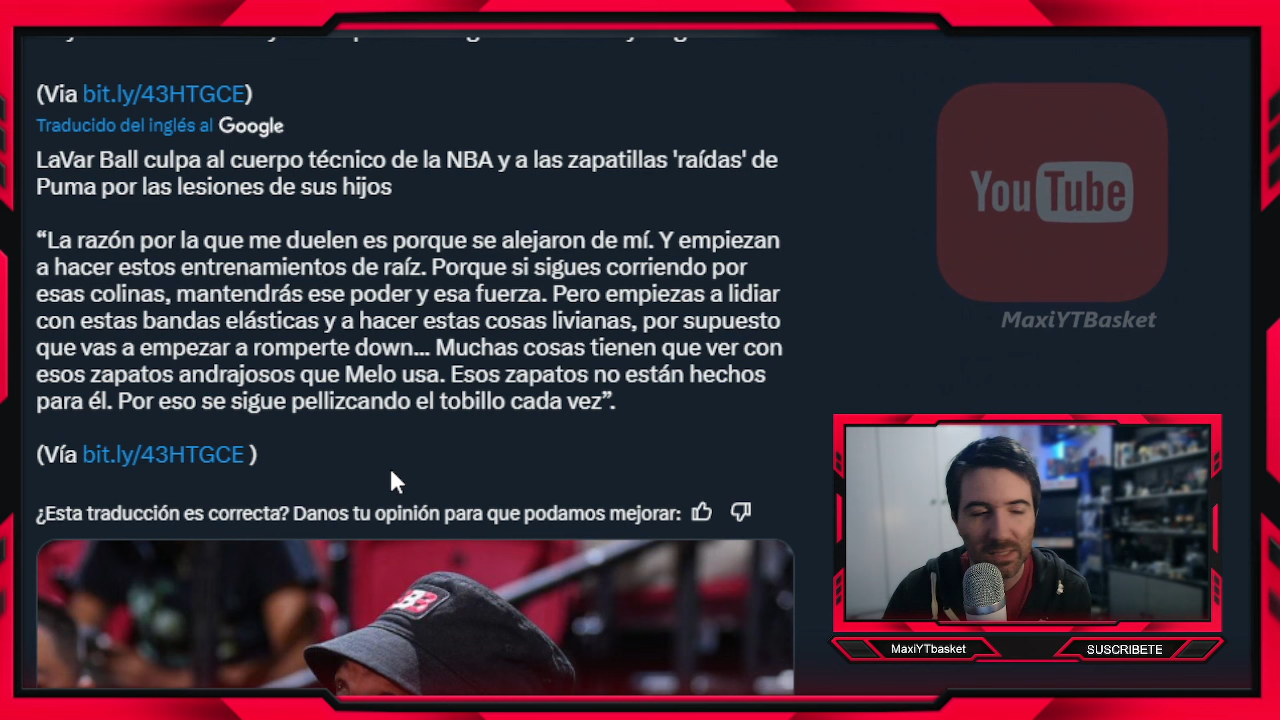 (Via bit.ly/43HTGCE)
Traducido del inglés al Google
LaVar Ball culpa al cuerpo técnico de la NBA y a las zapatillas 'raídas' de
Puma por las lesiones de sus hijos
“La razón por la que me duelen es porque se alejaron de mí. Y empiezan
a hacer estos entrenamientos de raíz. Porque si sigues corriendo por
esas colinas, mantendrás ese poder y esa fuerza. Pero empiezas a lidiar
con estas bandas elásticas y a hacer estas cosas livianas, por supuesto
que vas a empezar a romperte down... Muchas cosas tienen que ver con
esos zapatos andrajosos que Melo usa. Esos zapatos no están hechos
para él. Por eso se sigue pellizcando el tobillo cada vez”.
(Vía bit.ly/43HTGCE )
¿Esta traducción es correcta? Danos tu opinión para que podamos mejorar:
YouTube
MaxiYTBasket
MaxiYTbasket
SUSCRIBETE